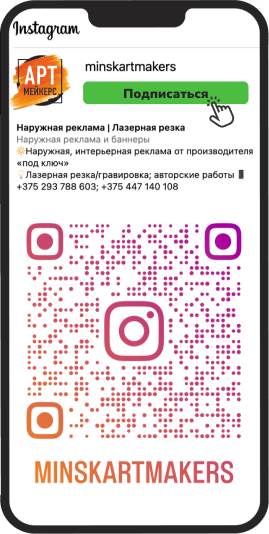 Instagram
АРТ
МЕЙКЕРС
minskartmakers
Подписаться
Наружная реклама | Лазерная резка
Наружная реклама и баннеры
🔆Наружная, интерьерная реклама от производителя
«под ключ»
💡Лазерная резка/гравировка; авторские работы 📱
+375 293 788 603; +375 447 140 108
MINSKARTMAKERS